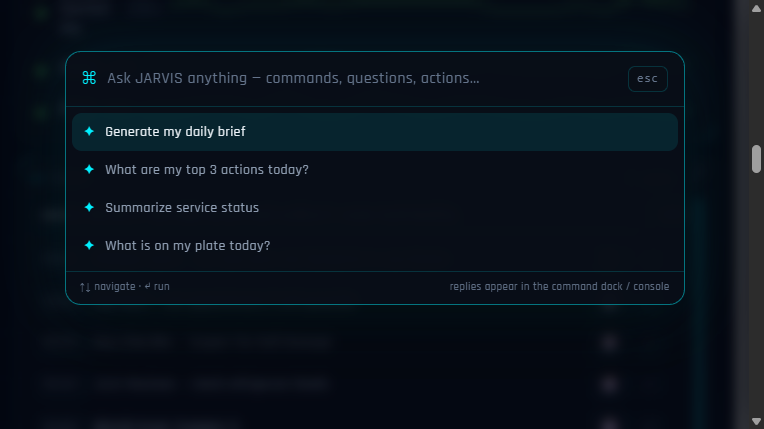 ⌘ Ask JARVIS anything — commands, questions, actions...
esc
✦ Generate my daily brief
✦ What are my top 3 actions today?
✦ Summarize service status
✦ What is on my plate today?
↑↓ navigate · ↵ run
replies appear in the command dock / console